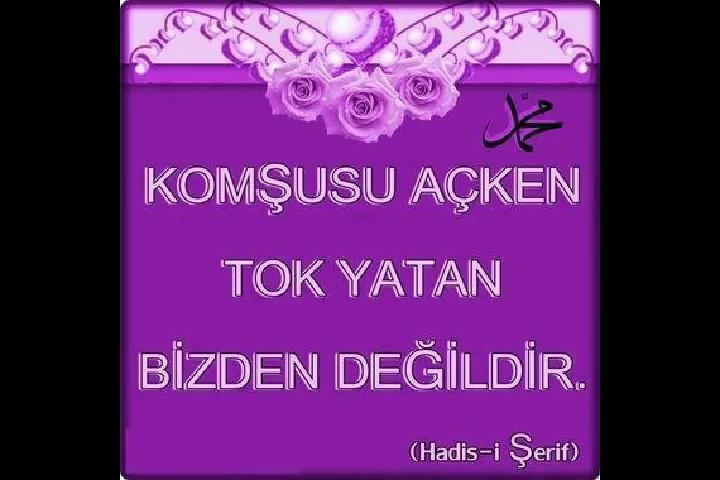 محمد
KOMŞUSU AÇKEN
TOK YATAN
BİZDEN DEĞİLDİR.
(Hadis-i Şerif)